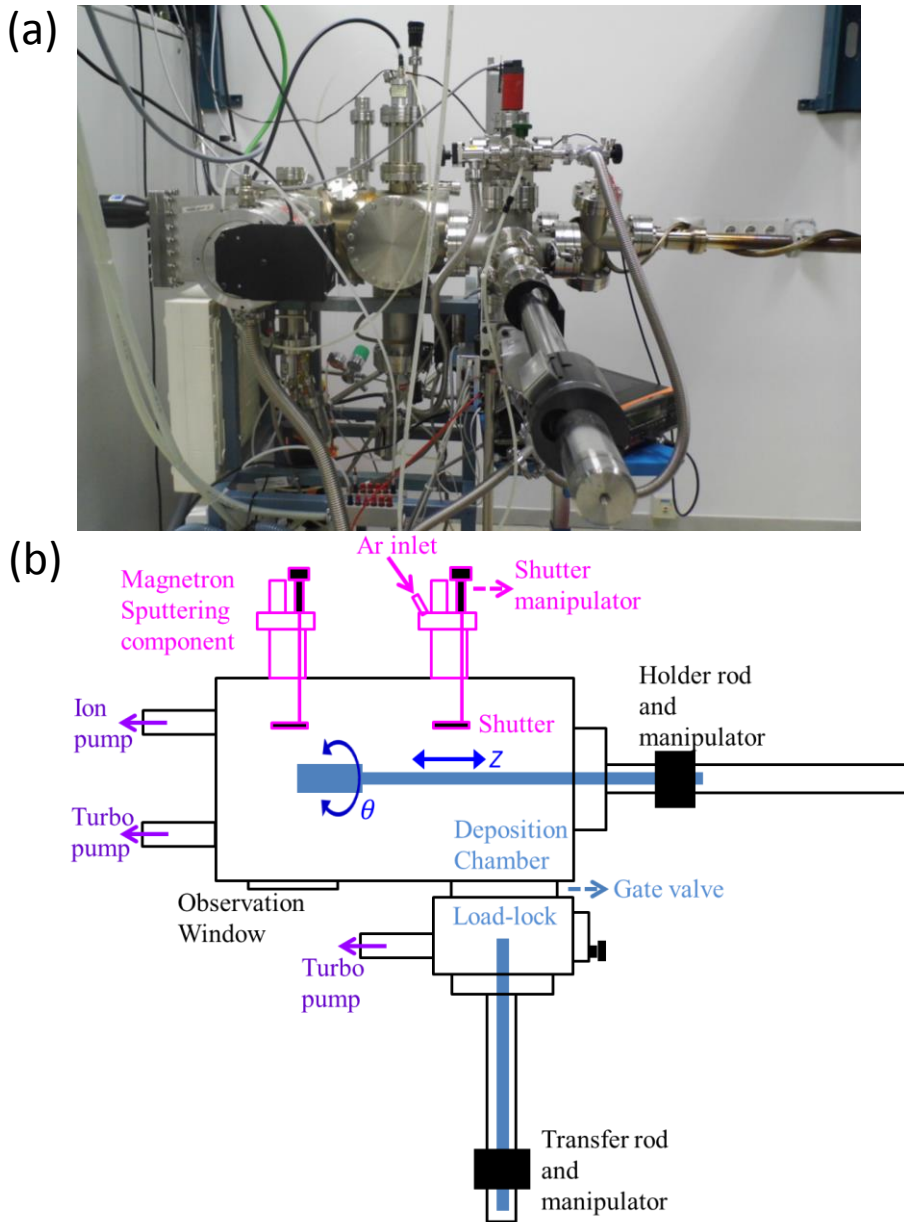 (a)
(b)
Ar inlet
Magnetron
Sputtering
component
Shutter
manipulator
Holder rod
and
manipulator
Ion
pump
Shutter
z
θ
Turbo
pump
Deposition
Chamber
Observation
Window
Gate valve
Load-lock
Turbo
pump
Transfer rod
and
manipulator